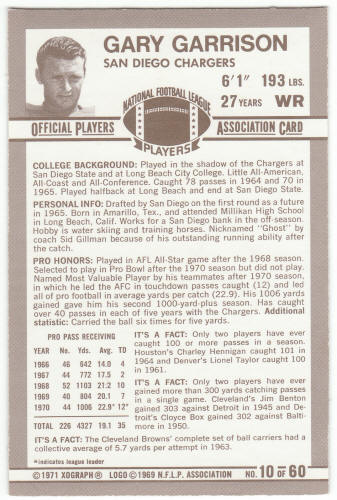 GARY GARRISON
SAN DIEGO CHARGERS
6'1" 193 LBS.
27 YEARS WR
NATIONAL FOOTBALL LEAGUE
PLAYERS
OFFICIAL PLAYERS ASSOCIATION CARD
COLLEGE BACKGROUND: Played in the shadow of the Chargers at
San Diego State and at Long Beach City College. Little All-American,
All-Coast and All-Conference. Caught 78 passes in 1964 and 70 in
1965. Played halfback at Long Beach and end at San Diego State.
PERSONAL INFO: Drafted by San Diego on the first round as a future
in 1965. Born in Amarillo, Tex., and attended Millikan High School
in Long Beach, Calif. Works for a San Diego bank in the off-season.
Hobby is water skiing and training horses. Nicknamed "Ghost" by
coach Sid Gillman because of his outstanding running ability after
the catch.
PRO HONORS: Played in AFL All-Star game after the 1968 season.
Selected to play in Pro Bowl after the 1970 season but did not play.
Named Most Valuable Player by his teammates after 1970 season,
in which he led the AFC in touchdown passes caught (12) and led
all of pro football in average yards per catch (22.9). His 1006 yards
gained gave him his second 1000-yard-plus season. Has caught
over 40 passes in each of five years with the Chargers. Additional
statistic: Carried the ball six times for five yards.
PRO PASS RECEIVING
YEAR No. Yds. Avg. TD
1966 46 642 14.0 4
1967 44 772 17.5 2
1968 52 1103 21.2 10
1969 40 804 20.1 7
1970 44 1006 22.9* 12*
TOTAL 226 4327 19.1 35
IT'S A FACT: Only two players have ever
caught 100 or more passes in a season.
Houston's Charley Hennigan caught 101 in
1964 and Denver's Lionel Taylor caught 100
in 1961.
IT'S A FACT: Only two players have ever
gained more than 300 yards catching passes
in a single game. Cleveland's Jim Benton
gained 303 against Detroit in 1945 and De-
troit's Cloyce Box gained 302 against Balti-
more in 1950.
IT'S A FACT: The Cleveland Browns' complete set of ball carriers had a
collective average of 5.7 yards per attempt in 1963.
*indicates league leader
©1971 XOGRAPH® LOGO ©1969 N.F.L.P. ASSOCIATION NO. 10 OF 60